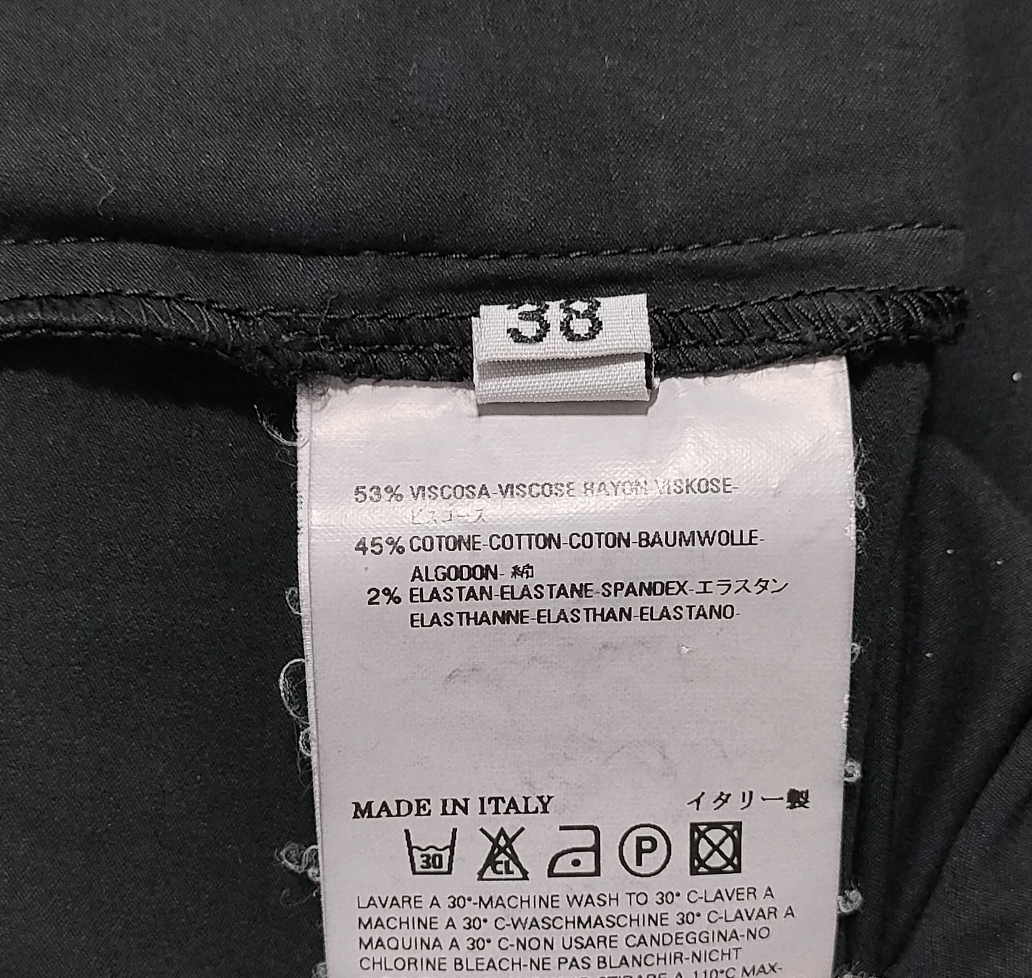 38
53% VISCOSA-VISCOSE RAYON-VISKOSE-
ビスコース
45% COTONE-COTTON-COTON-BAUMWOLLE-
ALGODON- 綿
2% ELASTAN-ELASTANE-SPANDEX-エラスタン
ELASTHANNE-ELASTHAN-ELASTANO-
MADE IN ITALY イタリー製
30 CL P
LAVARE A 30°-MACHINE WASH TO 30° C-LAVER A
MACHINE A 30° C-WASCHMASCHINE 30° C-LAVAR A
MAQUINA A 30° C-NON USARE CANDEGGINA-NO
CHLORINE BLEACH-NE PAS BLANCHIR-NICHT
STIRARE A 110°C MAX-